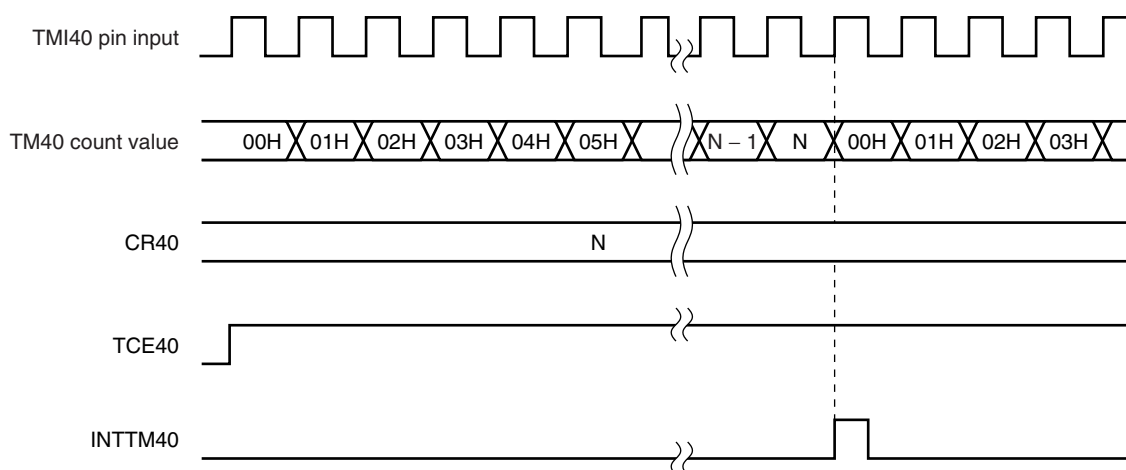 TMI40 pin input
TM40 count value 00H 01H 02H 03H 04H 05H N – 1 N 00H 01H 02H 03H
CR40 N
TCE40
INTTM40